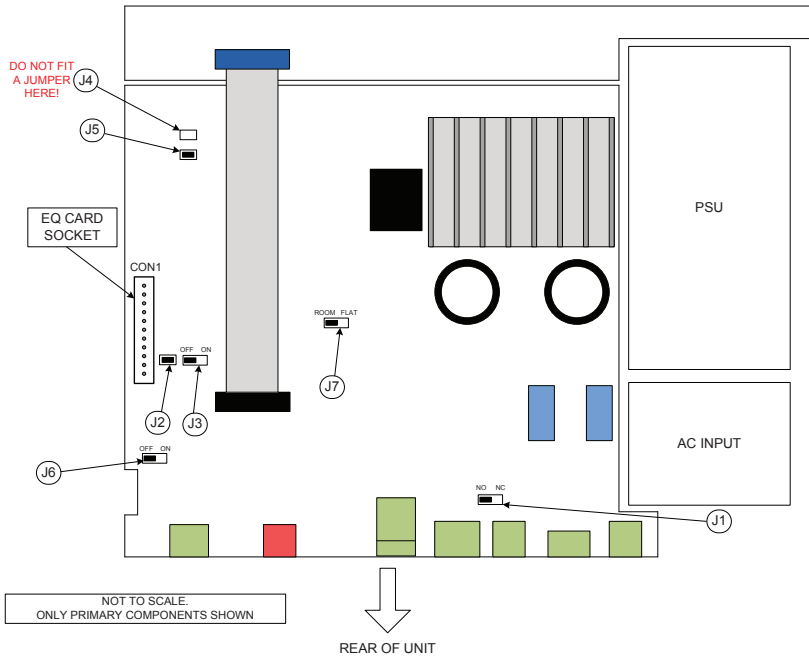 DO NOT FIT
A JUMPER
HERE!
J4
J5
EQ CARD
SOCKET
CON1
PSU
ROOM FLAT
J7
OFF ON
J2
J3
AC INPUT
OFF ON
J6
NO NC
J1
NOT TO SCALE.
ONLY PRIMARY COMPONENTS SHOWN
REAR OF UNIT